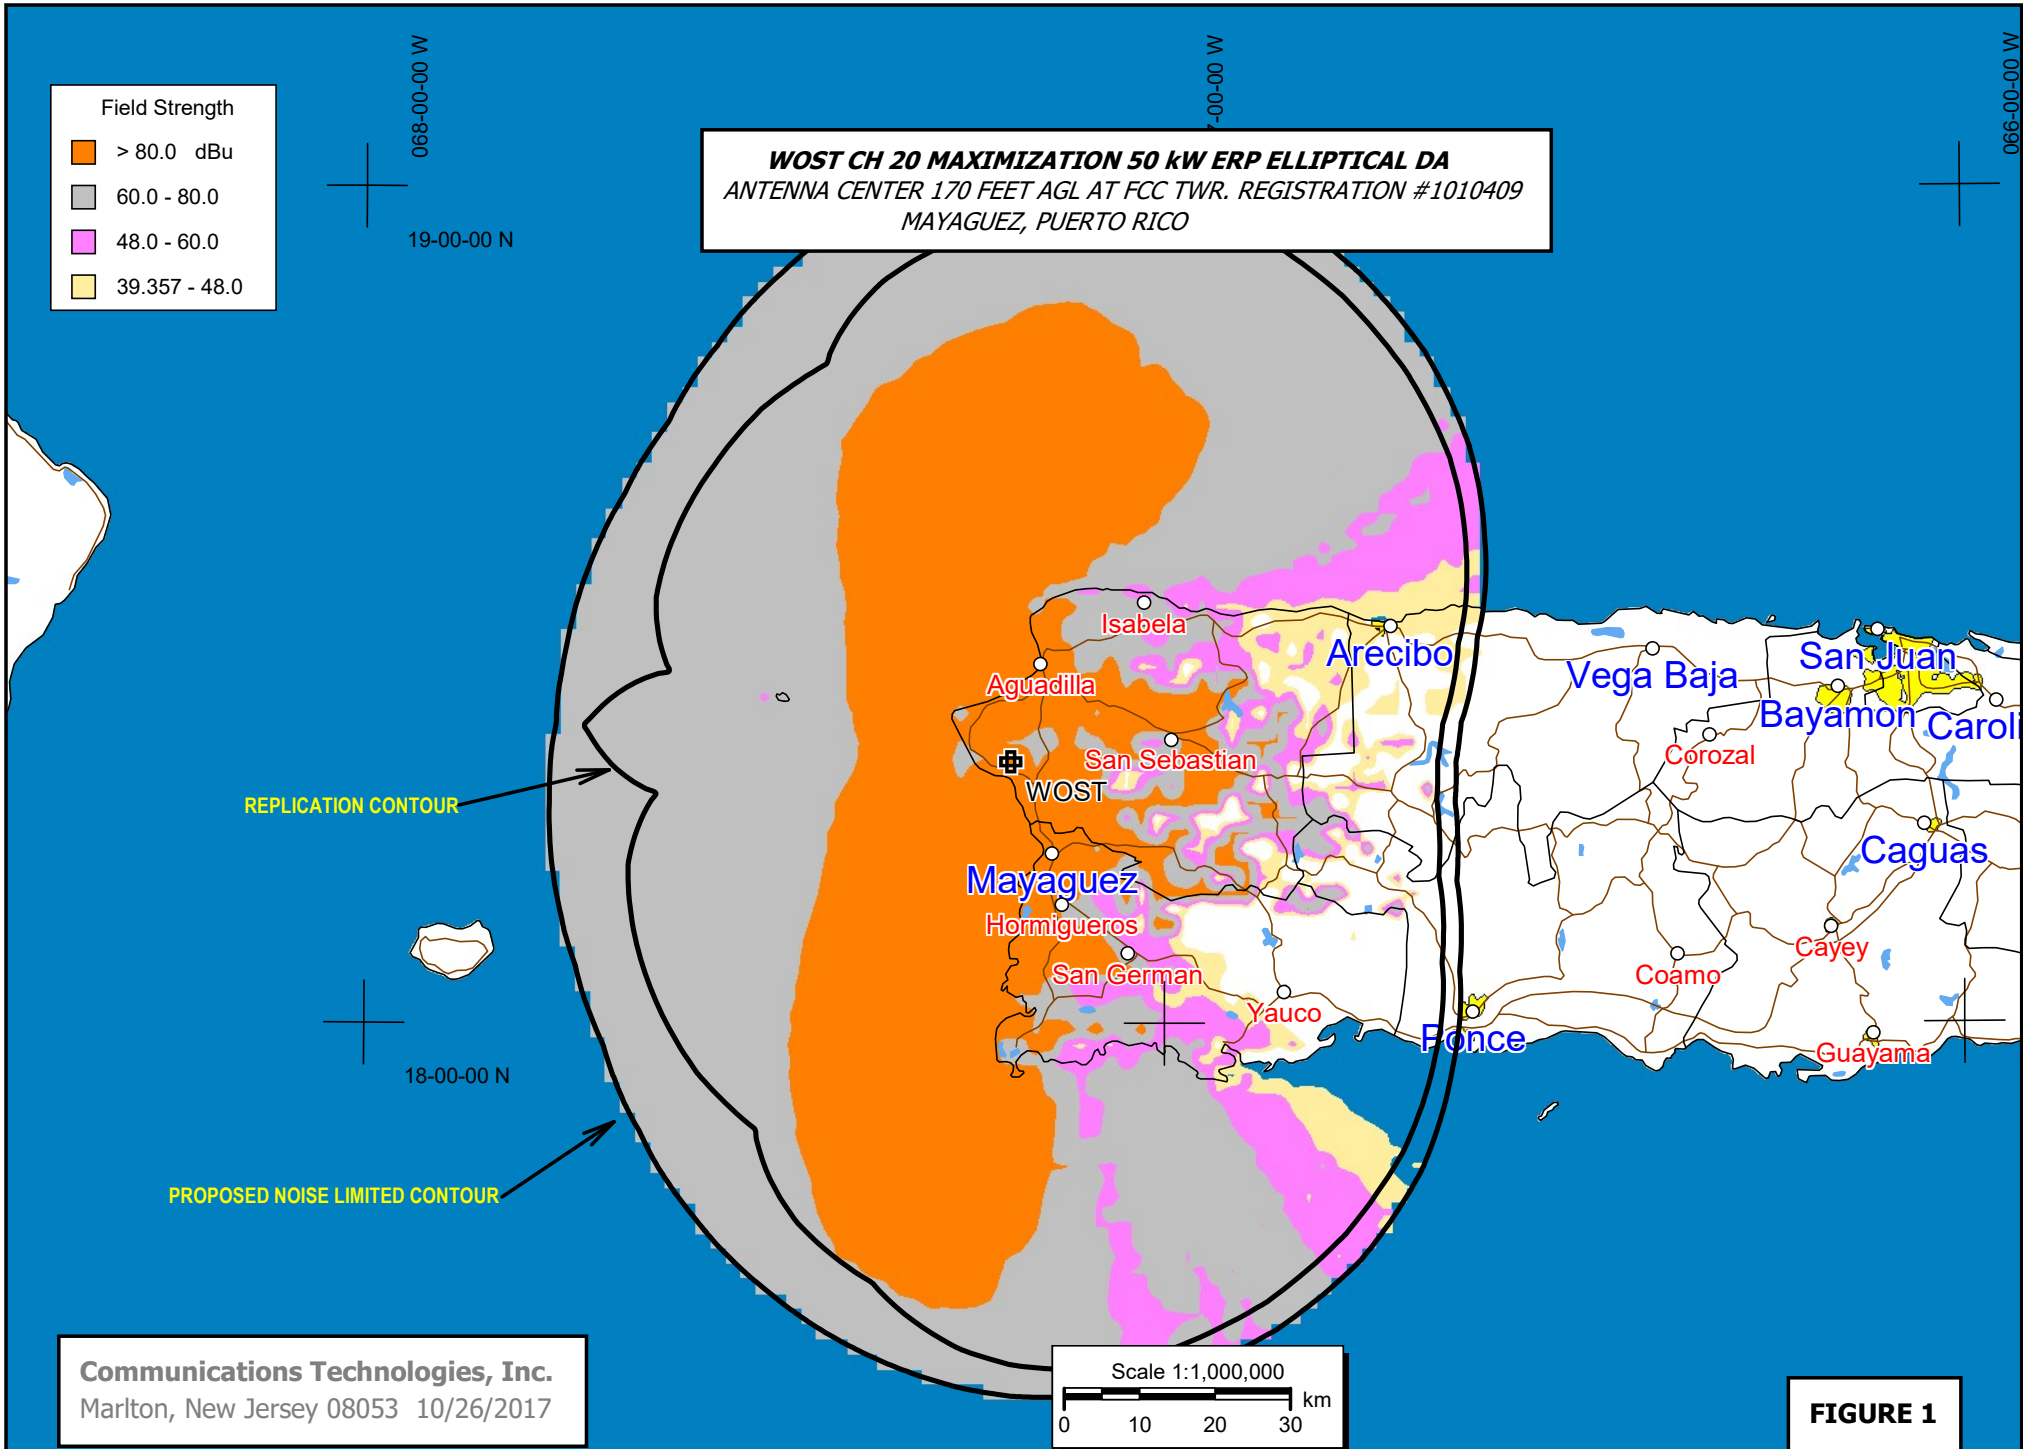 068-00-00 W
7-00-00 W
066-00-00 W
Field Strength
> 80.0 dBu
60.0 - 80.0
48.0 - 60.0
39.357 - 48.0
WOST CH 20 MAXIMIZATION 50 kW ERP ELLIPTICAL DA
ANTENNA CENTER 170 FEET AGL AT FCC TWR. REGISTRATION #1010409
MAYAGUEZ, PUERTO RICO
19-00-00 N
Isabela
Arecibo
Vega Baja
San Juan
Aguadilla
Bayamon
Caroli
San Sebastian
Corozal
WOST
REPLICATION CONTOUR
Mayaguez
Caguas
Hormigueros
San German
Cayey
Coamo
Yauco
Ponce
Guayama
18-00-00 N
PROPOSED NOISE LIMITED CONTOUR
Communications Technologies, Inc.
Marlton, New Jersey 08053 10/26/2017
Scale 1:1,000,000
km
0 10 20 30
FIGURE 1